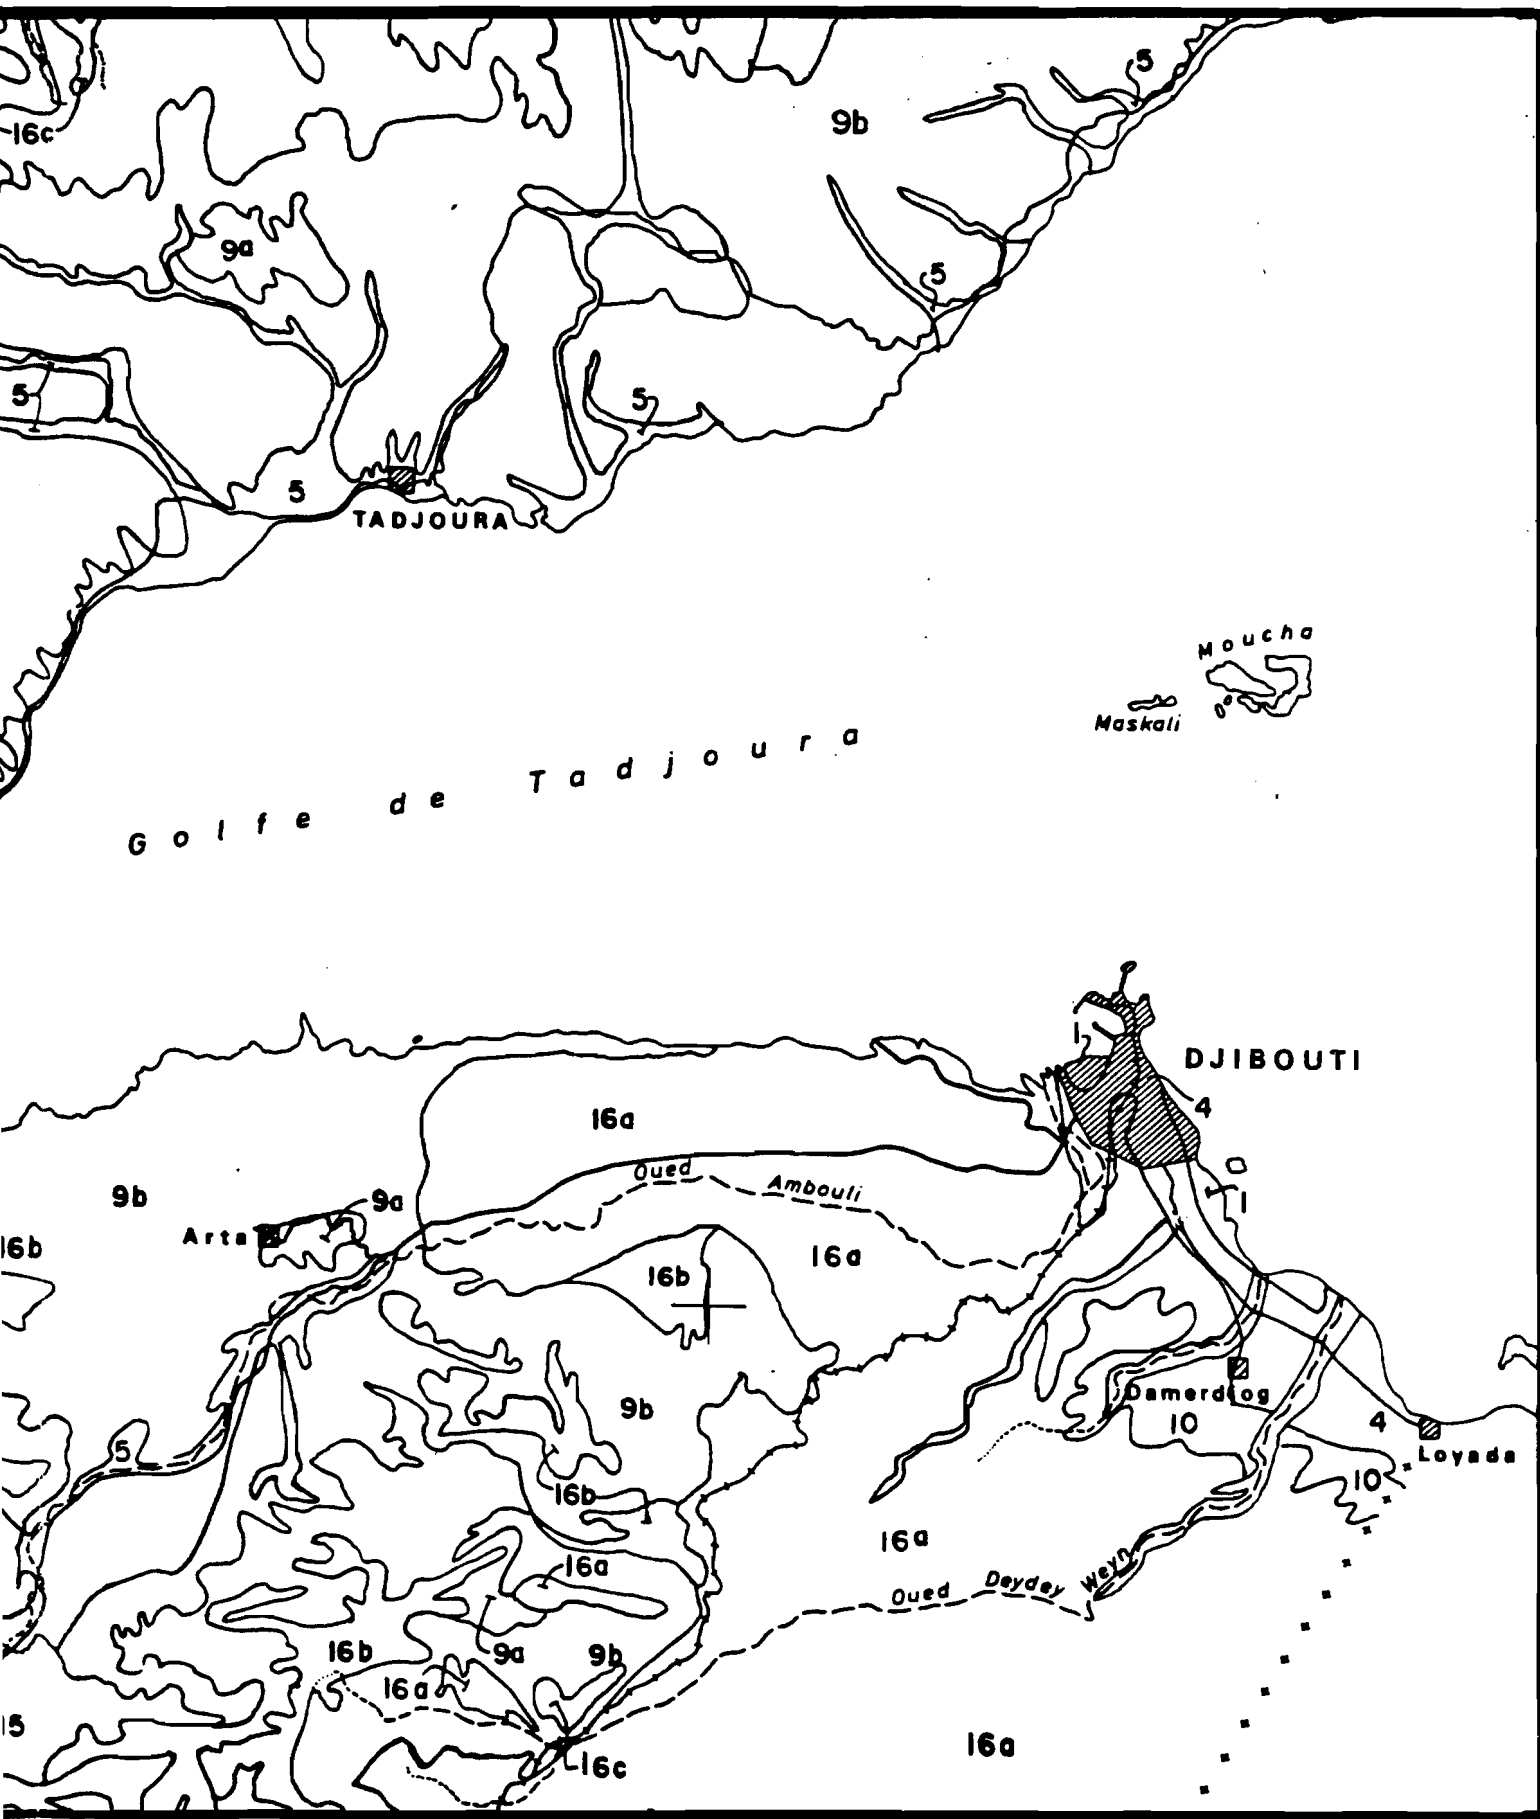 5
16c
9b
9a
5
5
5
5
TADJOURA
Moucha
Maskali
Golfe de Tadjoura
1
DJIBOUTI
4
16a
Oued Ambouli
9b
9a
1
Arta
16b
16a
16b
Damerdjog
9b
10
4
5
Loyada
10
16b
16a
16a
Oued Deydey Weyn
16b
9a
9b
16a
15
16a
16c